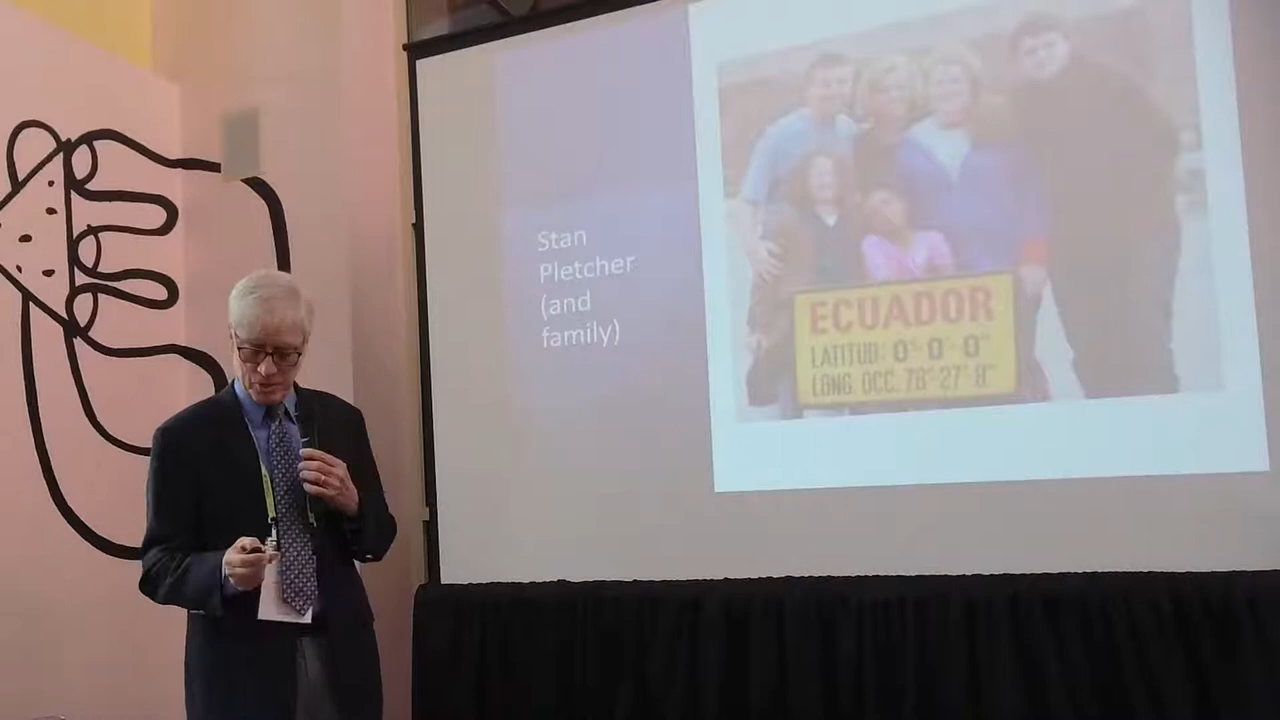 Stan
Pletcher
(and
family)
ECUADOR
LATITUD: 0° 0' 0"
LONG. OCC. 78°-27'-8"